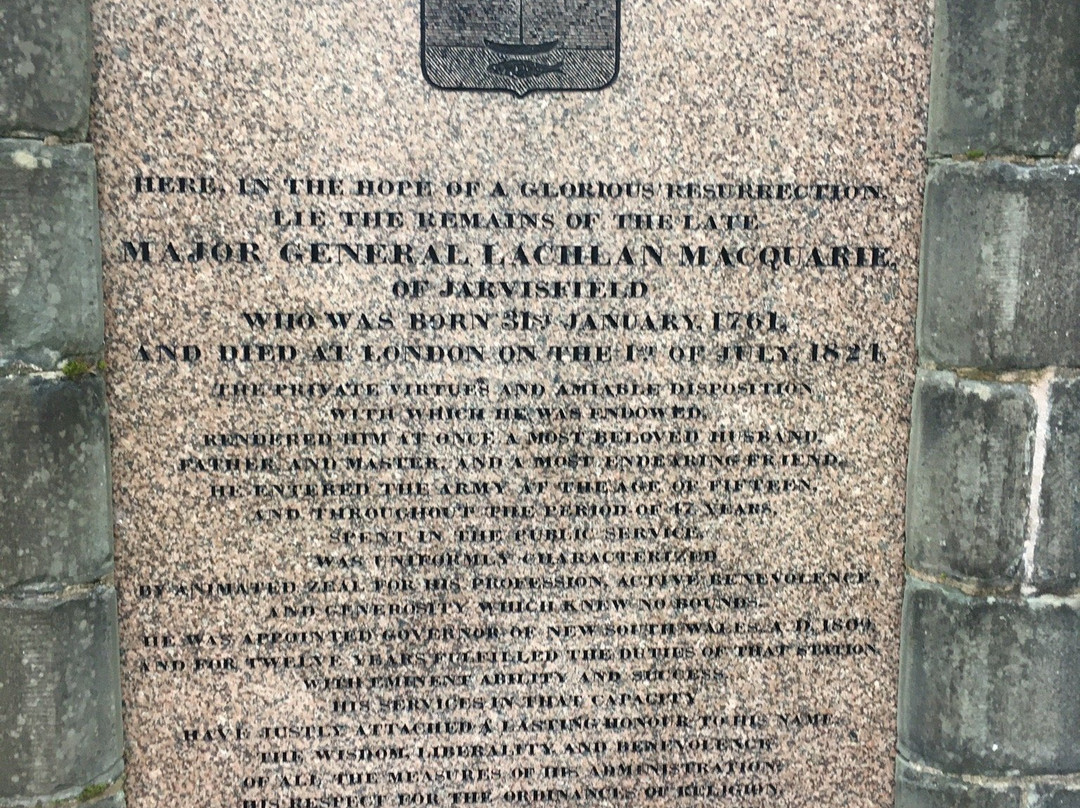 HERE, IN THE HOPE OF A GLORIOUS RESURRECTION
LIE THE REMAINS OF THE LATE
MAJOR GENERAL LACHLAN MACQUARIE,
OF JARVISFIELD
WHO WAS BORN 31ST JANUARY, 1761,
AND DIED AT LONDON ON THE 1ST OF JULY, 1824,
THE PRIVATE VIRTUES AND AMIABLE DISPOSITION
WITH WHICH HE WAS ENDOWED,
RENDERED HIM AT ONCE A MOST BELOVED HUSBAND,
FATHER, AND MASTER, AND A MOST ENDEARING FRIEND,
HE ENTERED THE ARMY AT THE AGE OF FIFTEEN,
AND THROUGHOUT THE PERIOD OF 47 YEARS,
SPENT IN THE PUBLIC SERVICE,
WAS UNIFORMLY CHARACTERIZED
BY ANIMATED ZEAL FOR HIS PROFESSION, ACTIVE BENEVOLENCE,
AND GENEROSITY WHICH KNEW NO BOUNDS.
HE WAS APPOINTED GOVERNOR OF NEW SOUTH WALES, A.D. 1809,
AND FOR TWELVE YEARS FULFILLED THE DUTIES OF THAT STATION,
WITH EMINENT ABILITY AND SUCCESS.
HIS SERVICES IN THAT CAPACITY
HAVE JUSTLY ATTACHED A LASTING HONOUR TO HIS NAME.
THE WISDOM, LIBERALITY, AND BENEVOLENCE
OF ALL THE MEASURES OF HIS ADMINISTRATION,
HIS RESPECT FOR THE ORDINANCES OF RELIGION,